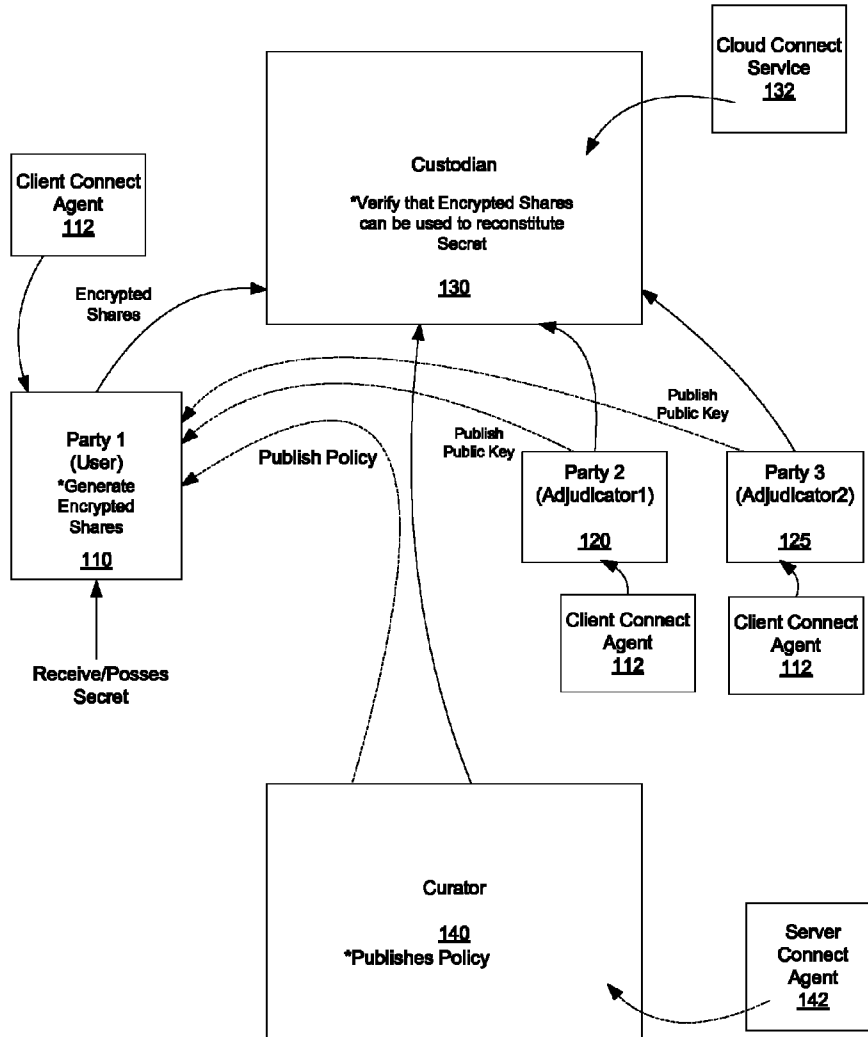 Cloud Connect
Service
132
Custodian
*Verify that Encrypted Shares
can be used to reconstitute
Secret
130
Client Connect
Agent
112
Encrypted
Shares
Party 1
(User)
*Generate
Encrypted
Shares
110
Publish Policy
Publish
Public Key
Publish
Public Key
Party 2
(Adjudicator1)
120
Party 3
(Adjudicator2)
125
Client Connect
Agent
112
Client Connect
Agent
112
Receive/Posses
Secret
Curator
140
*Publishes Policy
Server
Connect
Agent
142